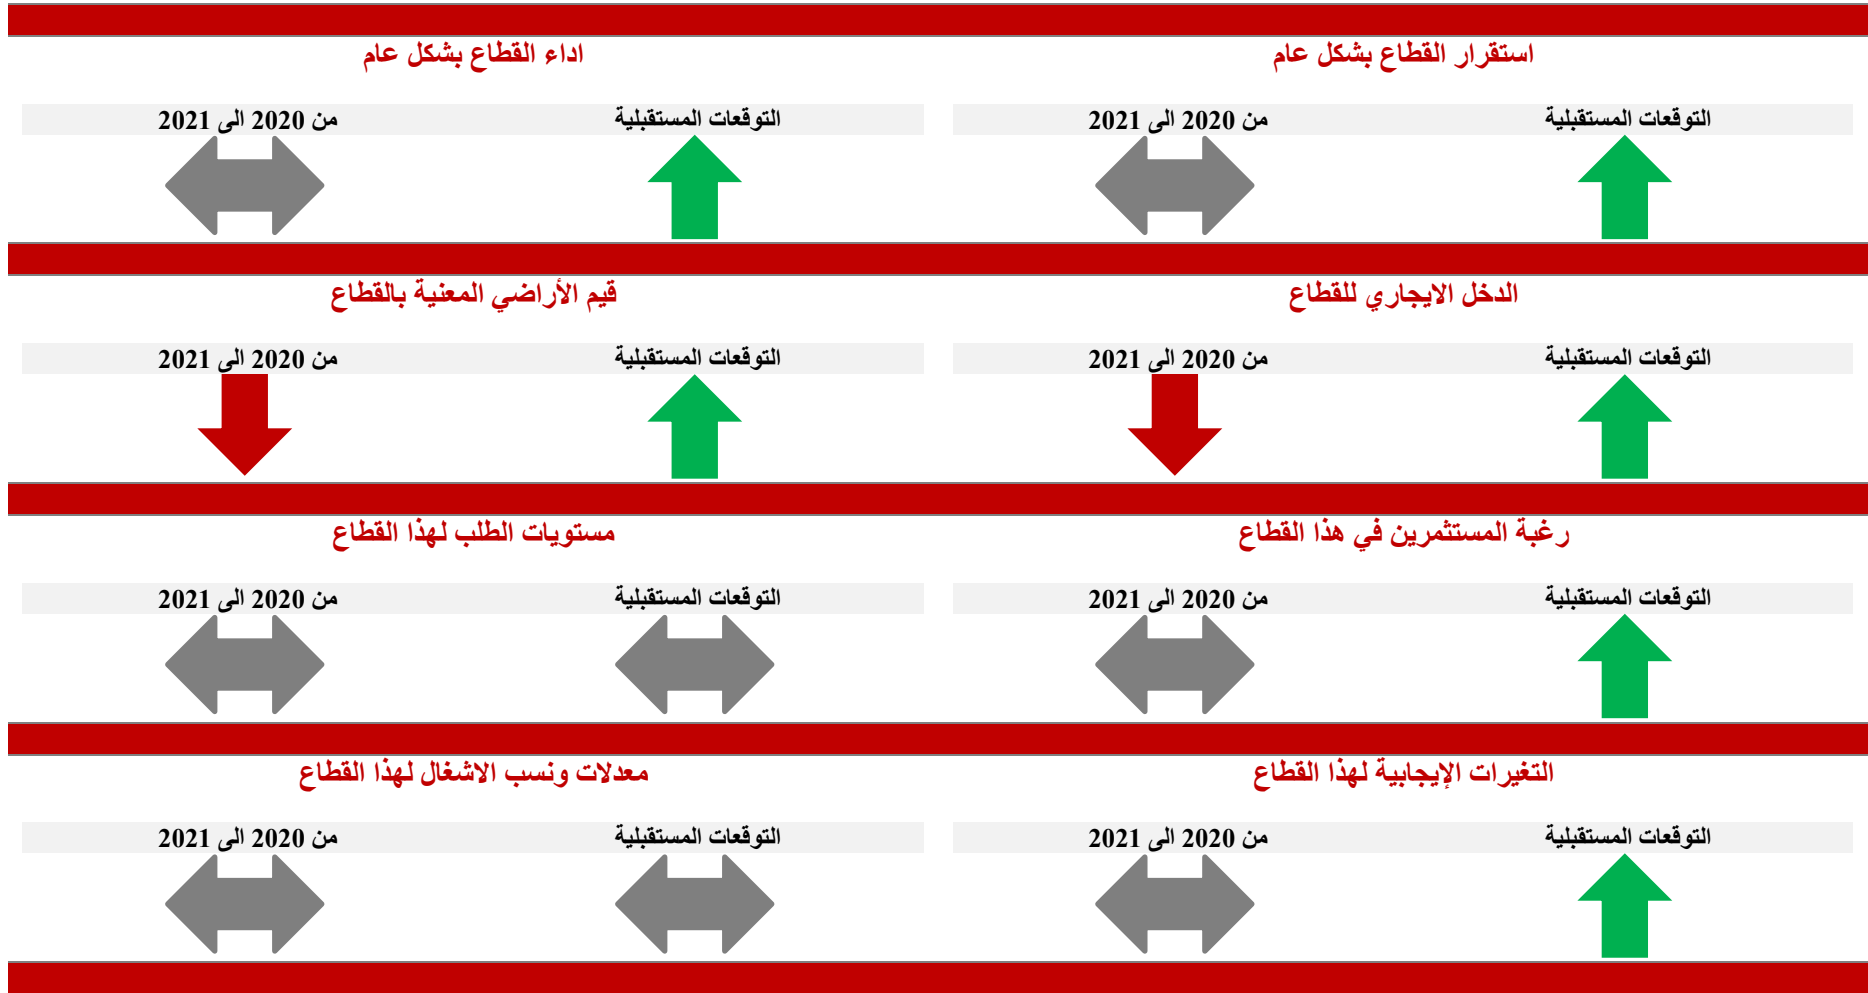 استقرار القطاع بشكل عام
اداء القطاع بشكل عام
التوقعات المستقبلية
من 2020 الى 2021
التوقعات المستقبلية
من 2020 الى 2021
الدخل الايجاري للقطاع
قيم الأراضي المعنية بالقطاع
التوقعات المستقبلية
من 2020 الى 2021
التوقعات المستقبلية
من 2020 الى 2021
رغبة المستثمرين في هذا القطاع
مستويات الطلب لهذا القطاع
التوقعات المستقبلية
من 2020 الى 2021
التوقعات المستقبلية
من 2020 الى 2021
التغيرات الإيجابية لهذا القطاع
معدلات ونسب الاشغال لهذا القطاع
التوقعات المستقبلية
من 2020 الى 2021
التوقعات المستقبلية
من 2020 الى 2021